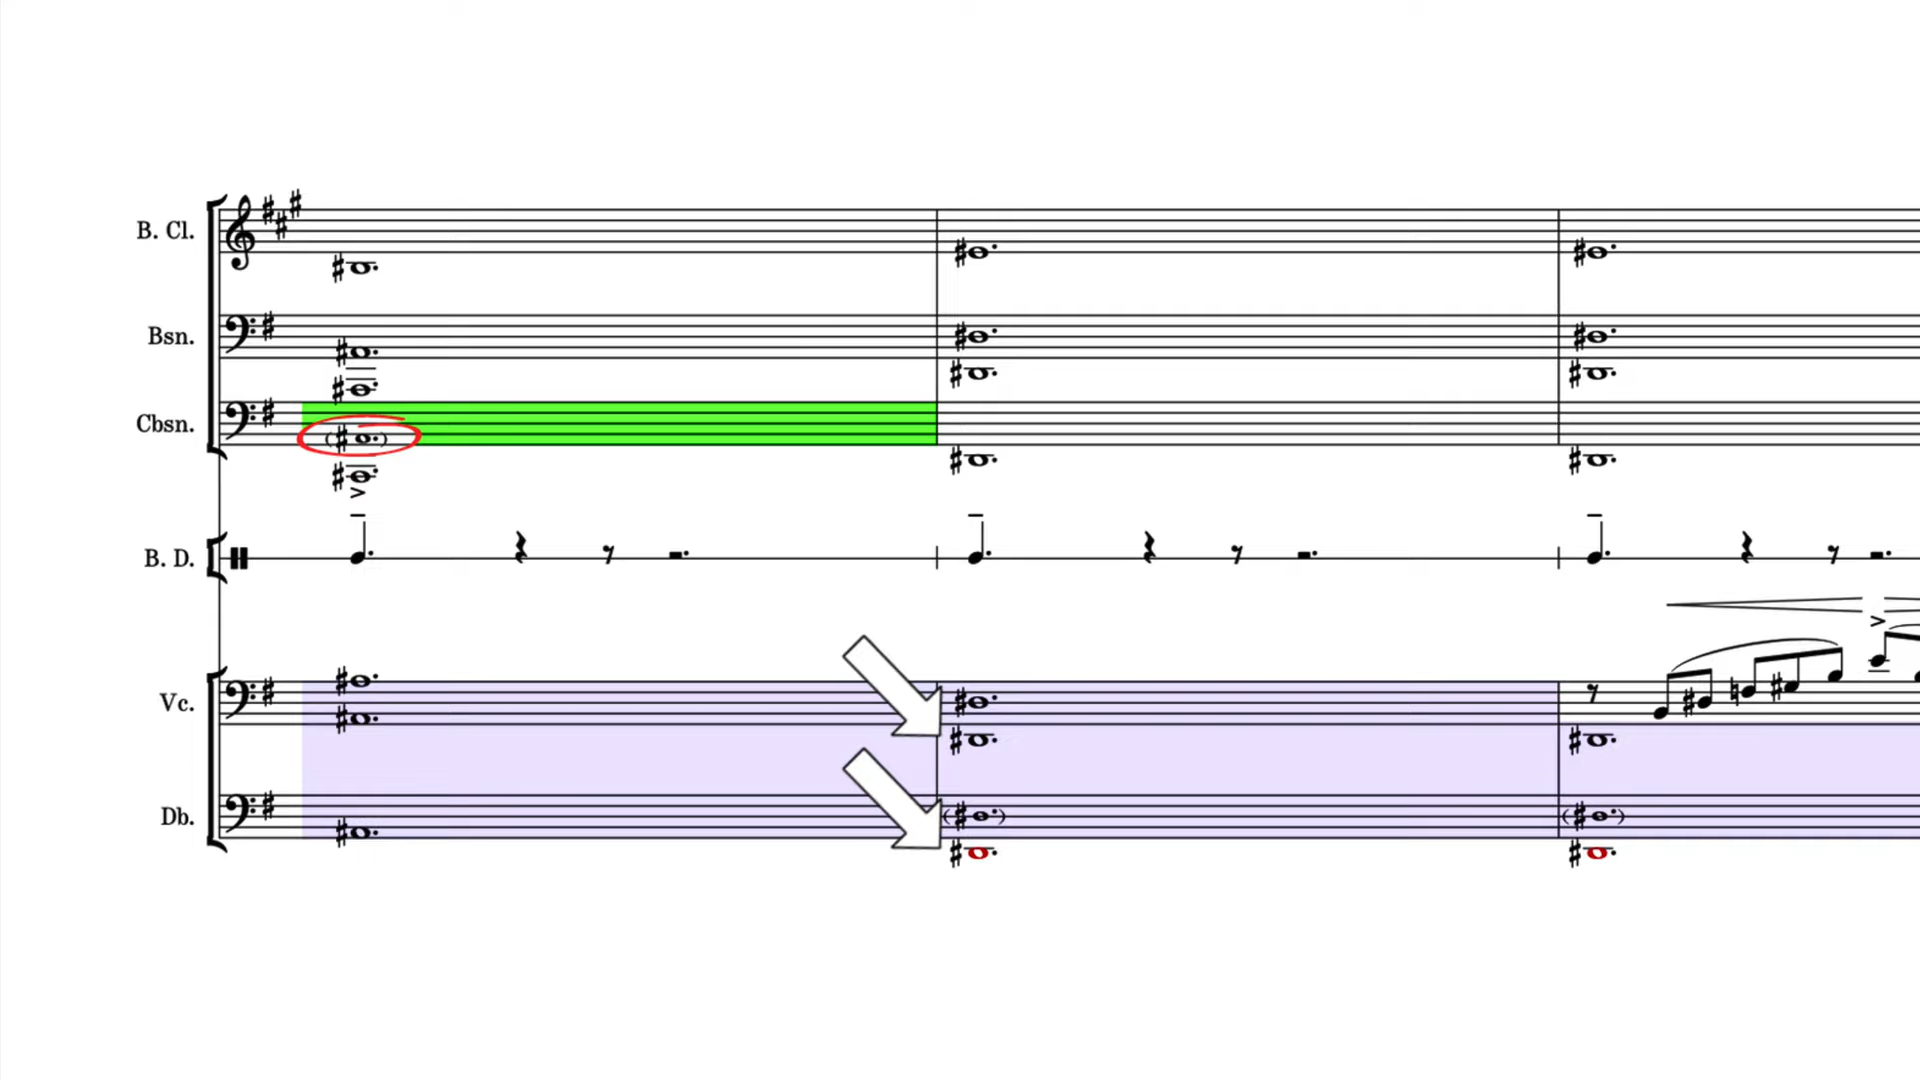 B. Cl.
Bsn.
Cbsn.
B. D.
Vc.
Db.